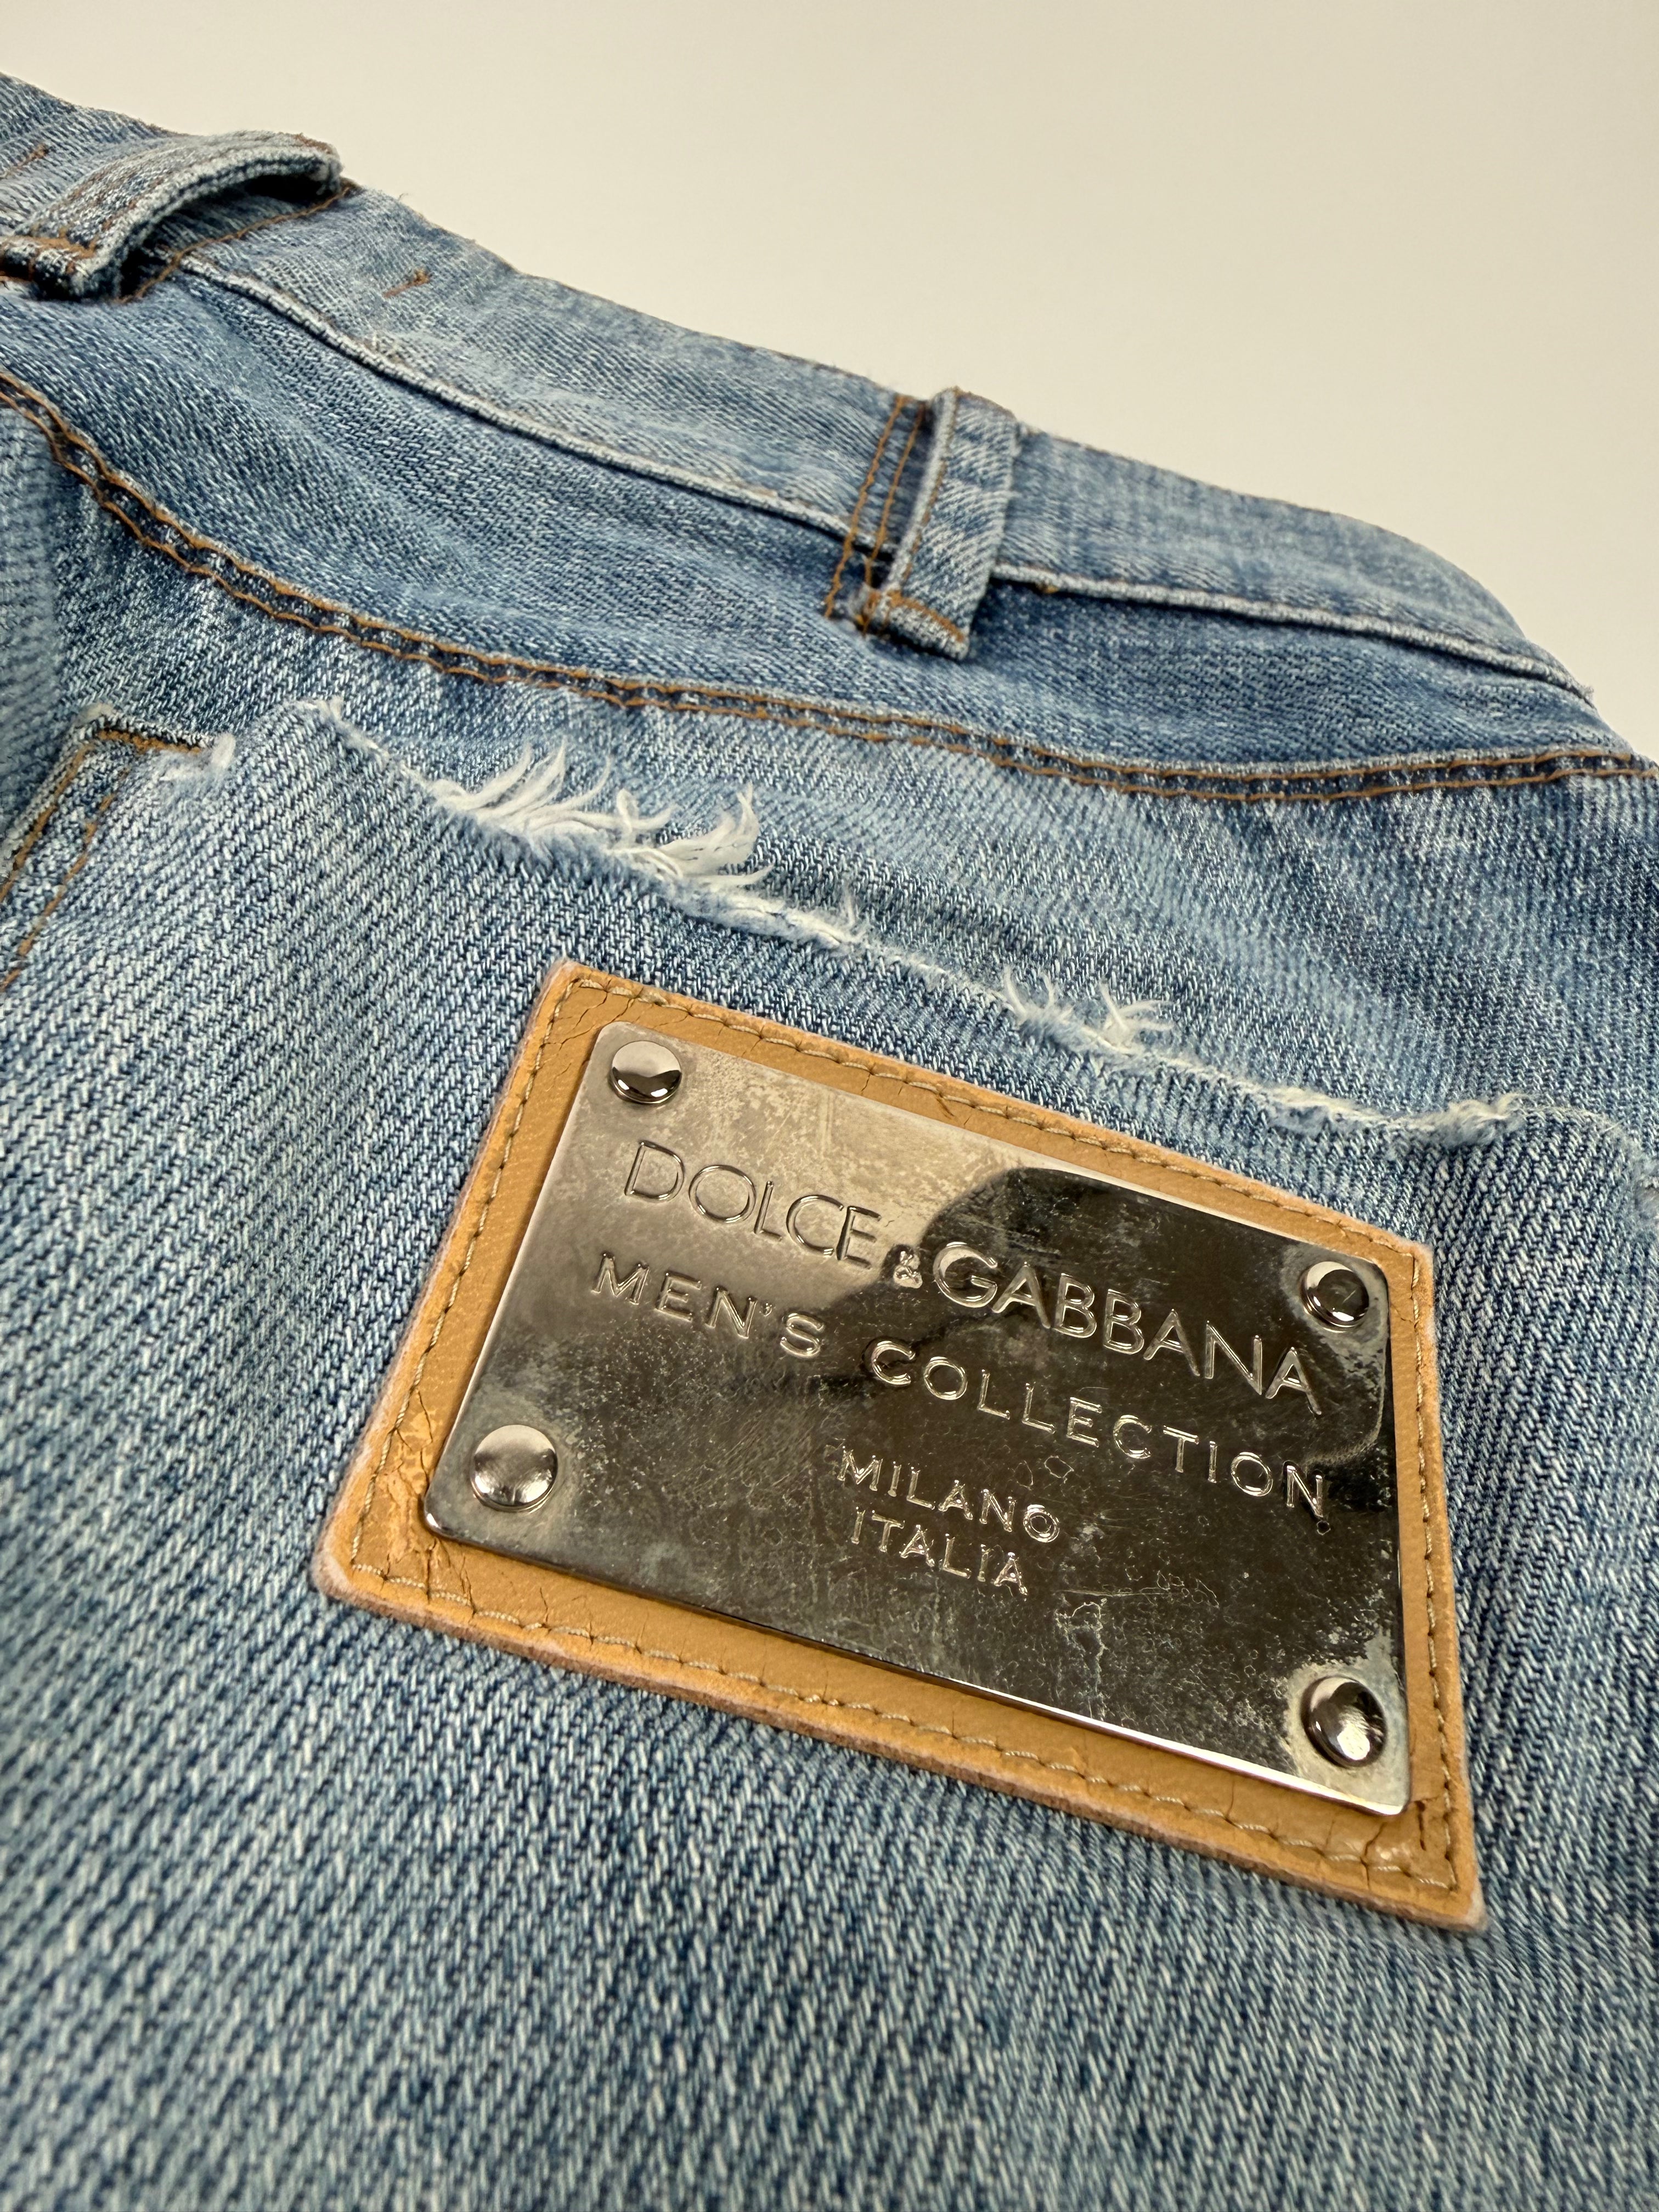 DOLCE & GABBANA
MEN'S COLLECTION
MILANO
ITALIA